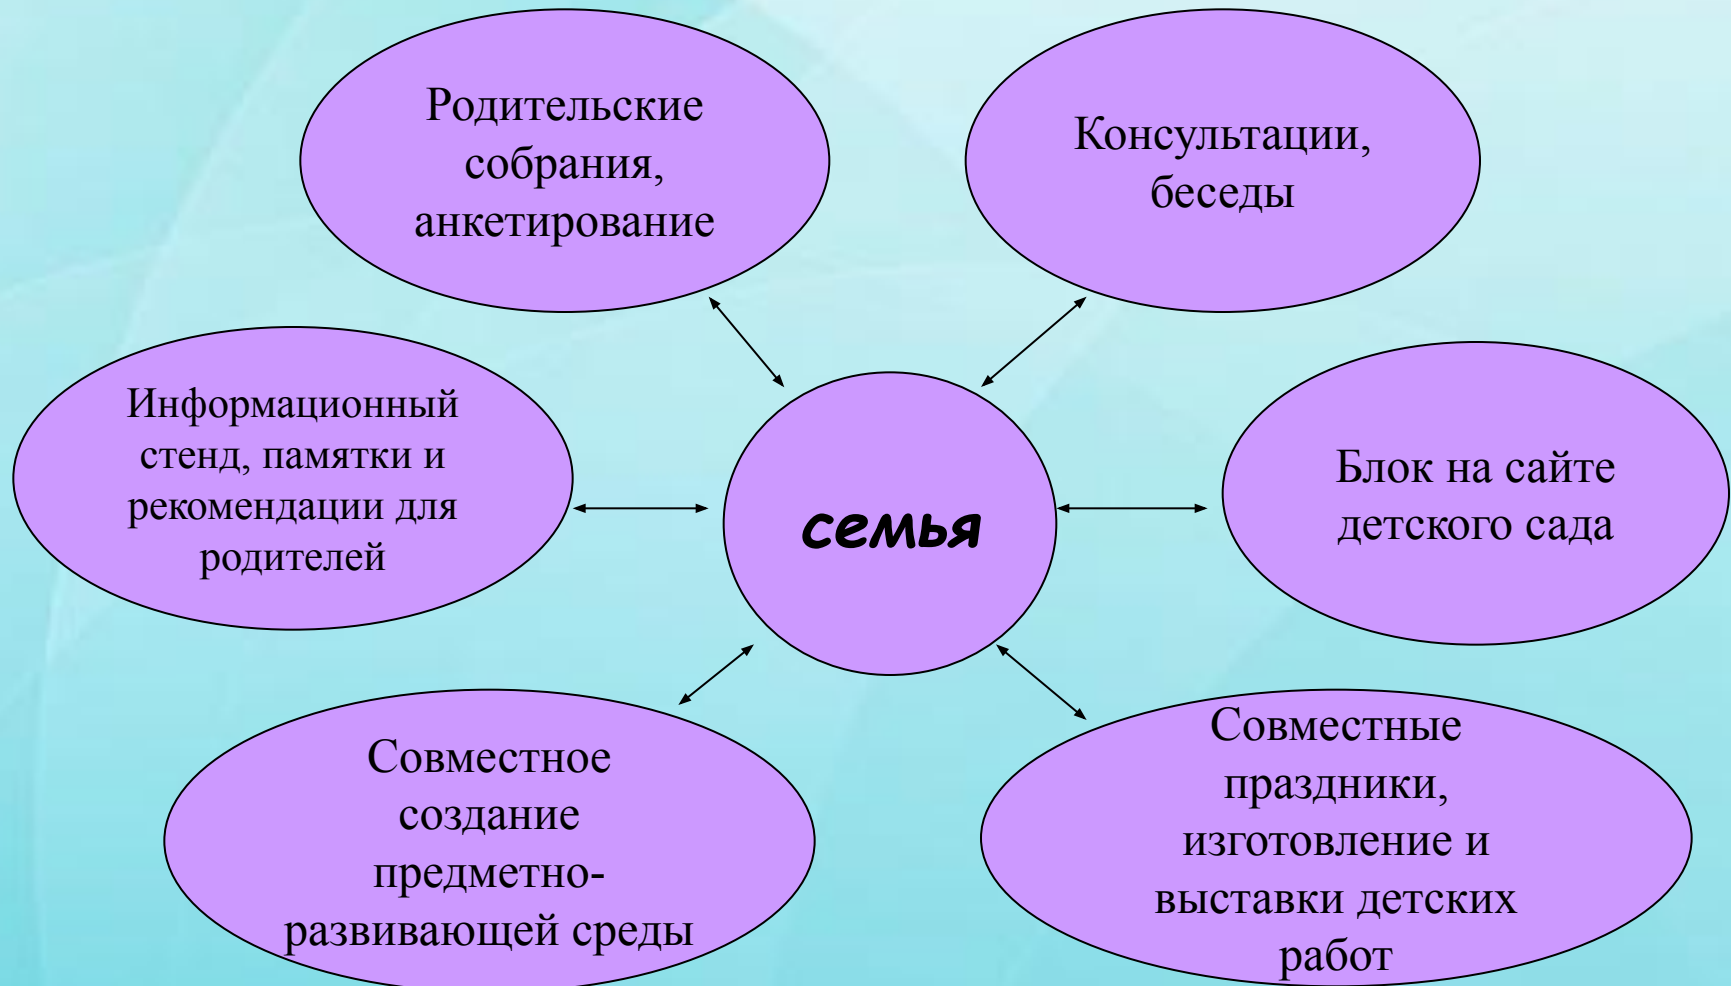 Родительские
собрания,
анкетирование
Консультации,
беседы
Информационный
стенд, памятки и
рекомендации для
родителей
семья
Блок на сайте
детского сада
Совместное
создание
предметно-
развивающей среды
Совместные
праздники,
изготовление и
выставки детских
работ